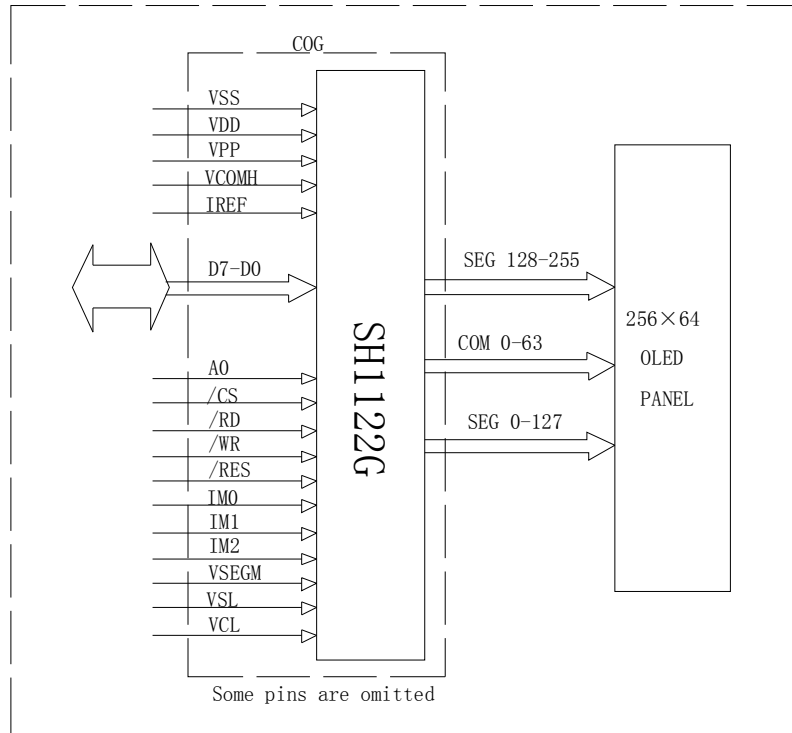 COG
VSS
VDD
VPP
VCOMH
IREF
D7-D0
A0
/CS
/RD
/WR
/RES
IM0
IM1
IM2
VSEGM
VSL
VCL
SH1122G
SEG 128-255
COM 0-63
SEG 0-127
256×64
OLED
PANEL
Some pins are omitted